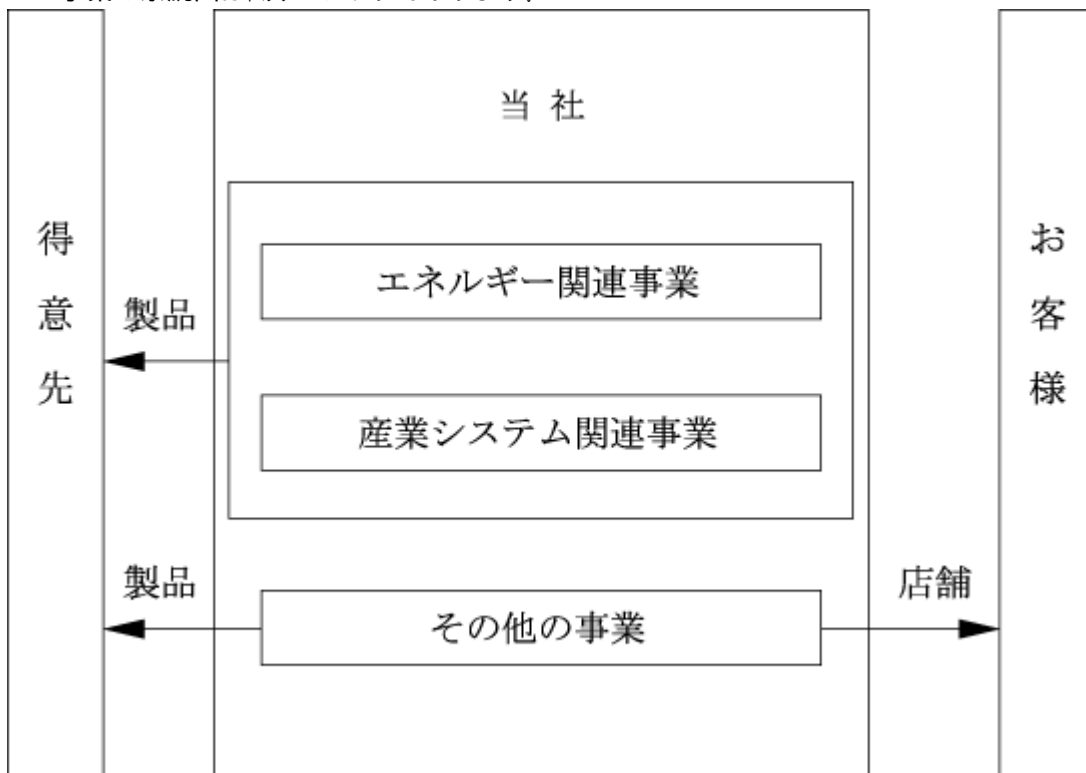 当社
得意先
製品
エネルギー関連事業
産業システム関連事業
お客様
製品
その他の事業
店舗